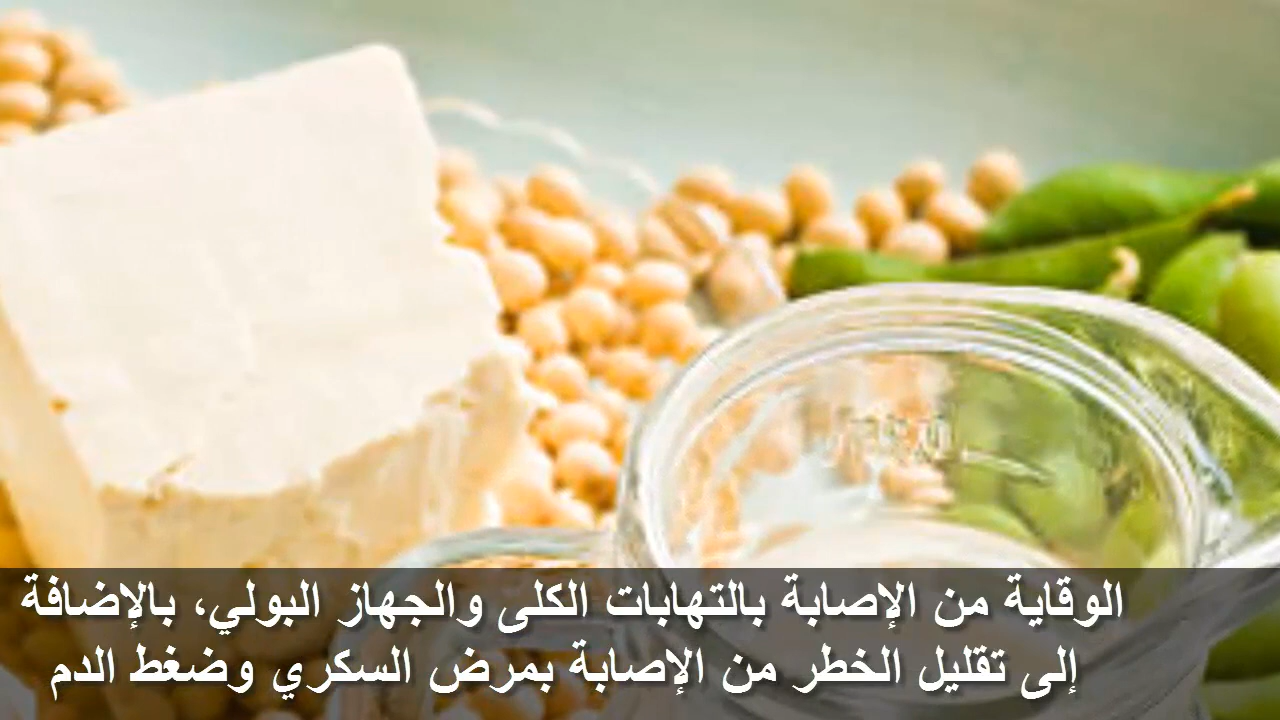 الوقاية من الإصابة بالتهابات الكلى والجهاز البولي، بالإضافة
إلى تقليل الخطر من الإصابة بمرض السكري وضغط الدم